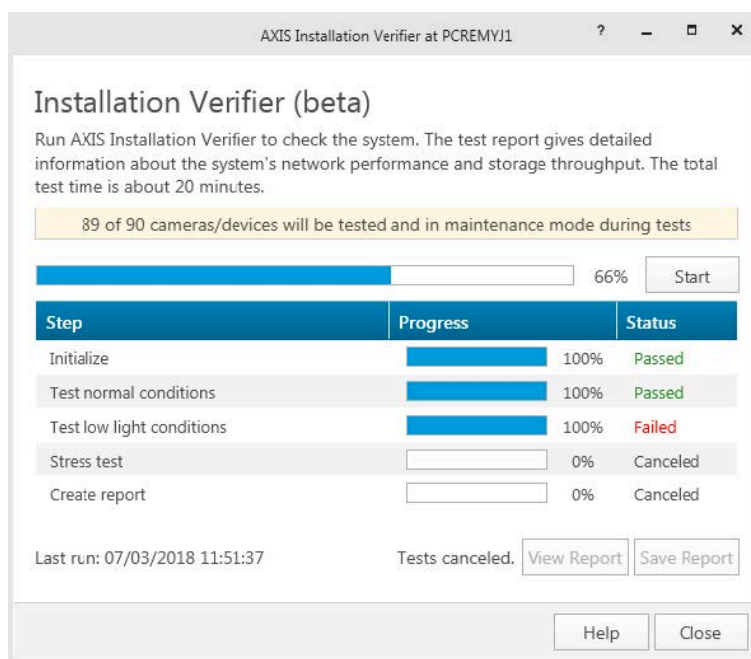 AXIS Installation Verifier at PCREMYJ1
?
Installation Verifier (beta)
Run AXIS Installation Verifier to check the system. The test report gives detailed
information about the system's network performance and storage throughput. The total
test time is about 20 minutes.
89 of 90 cameras/devices will be tested and in maintenance mode during tests
66% Start
Step Progress Status
Initialize 100% Passed
Test normal conditions 100% Passed
Test low light conditions 100% Failed
Stress test 0% Canceled
Create report 0% Canceled
Last run: 07/03/2018 11:51:37 Tests canceled. View Report Save Report
Help Close